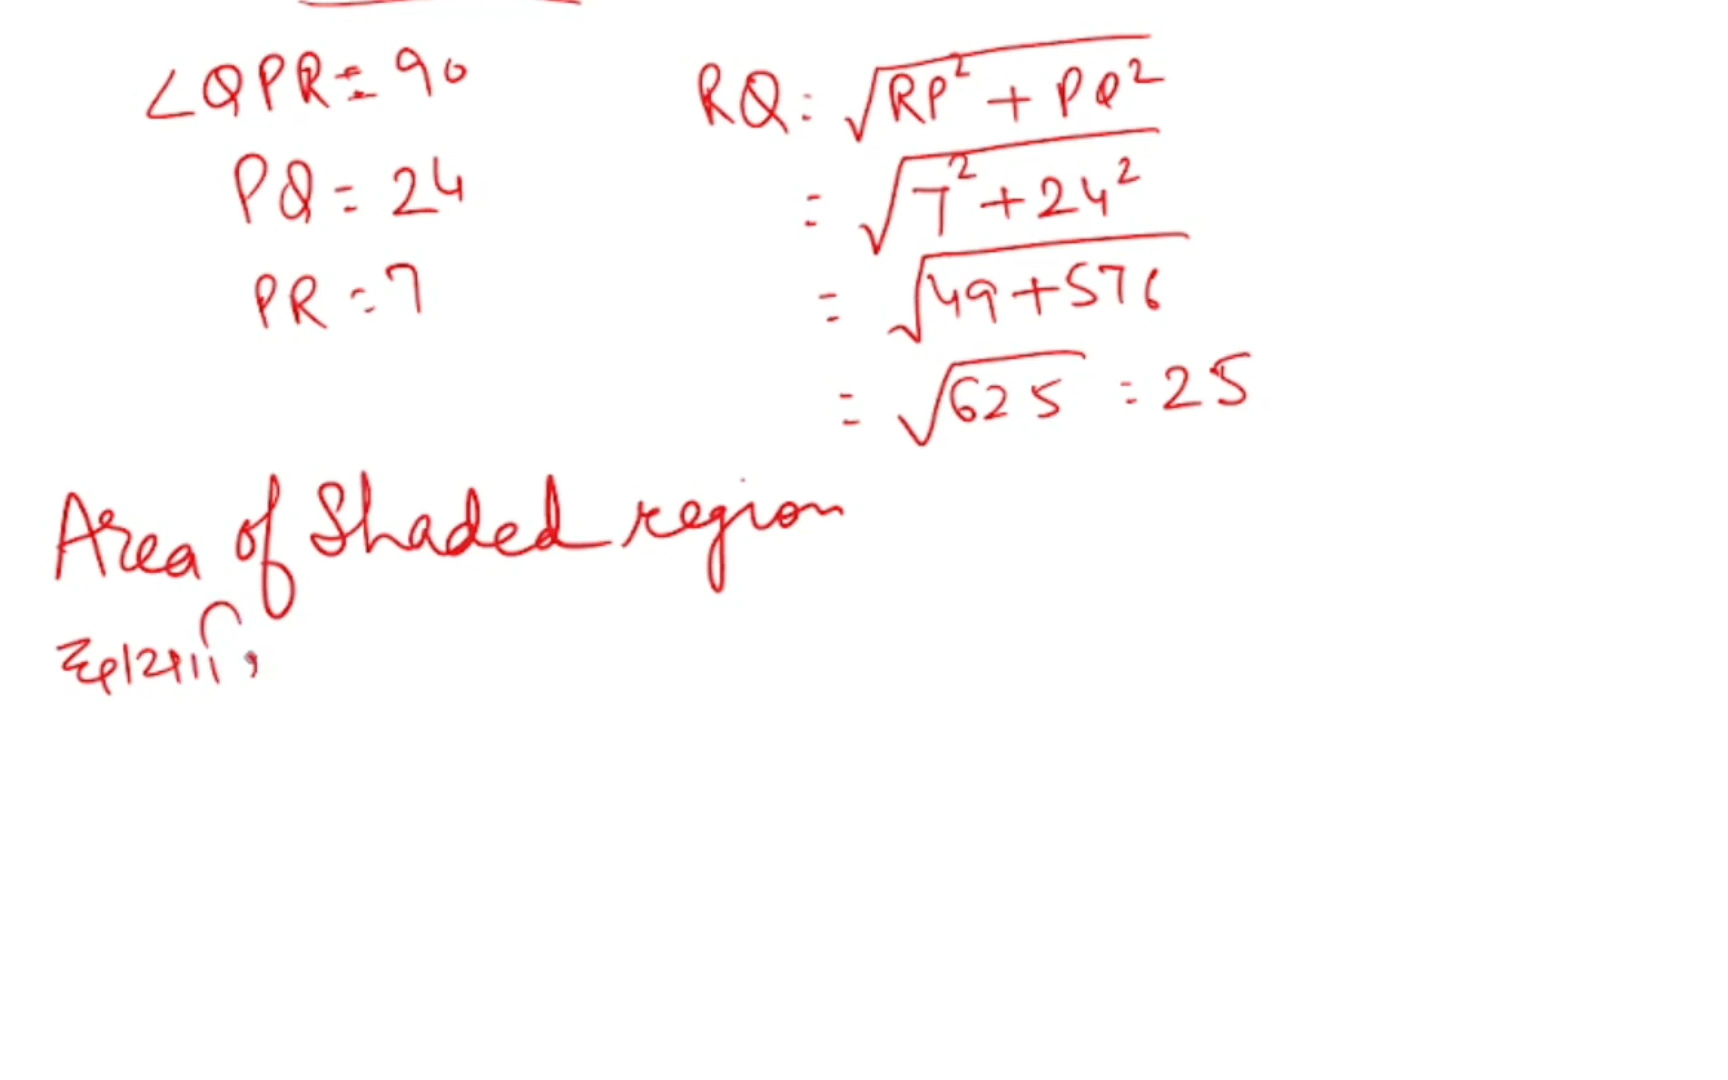 ∠QPR = 90
PQ = 24
PR = 7
RQ = √(RP² + PQ²)
= √(7² + 24²)
= √(49 + 576)
= √625 = 25
Area of Shaded region